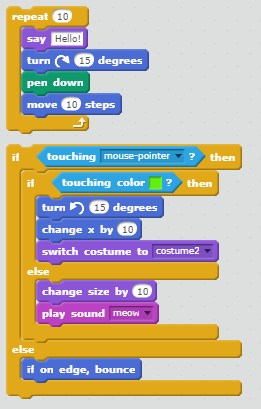 repeat 10
say Hello!
turn 15 degrees
pen down
move 10 steps
if touching mouse-pointer ? then
if touching color ? then
turn 15 degrees
change x by 10
switch costume to costume2
else
change size by 10
play sound meow
else
if on edge, bounce